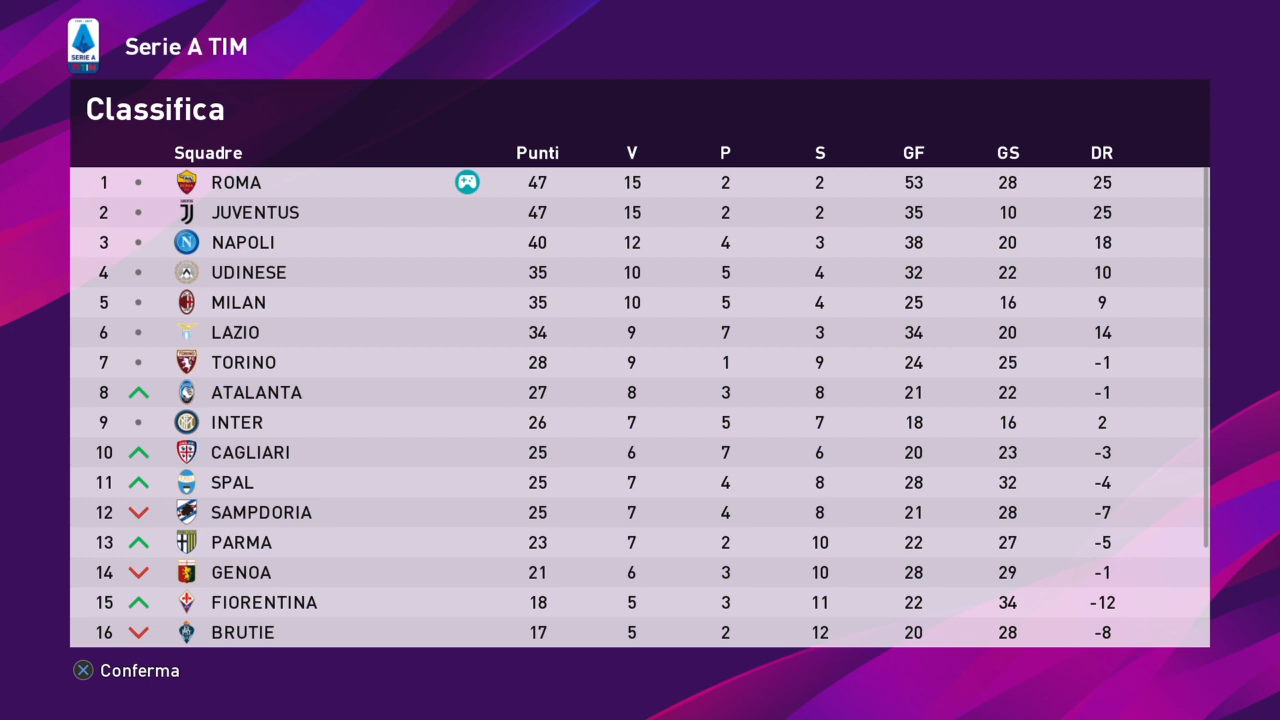 SERIE A
TIM
Serie A TIM
Classifica
Squadre Punti V P S GF GS DR
1 ROMA 47 15 2 2 53 28 25
2 JUVENTUS 47 15 2 2 35 10 25
3 NAPOLI 40 12 4 3 38 20 18
4 UDINESE 35 10 5 4 32 22 10
5 MILAN 35 10 5 4 25 16 9
6 LAZIO 34 9 7 3 34 20 14
7 TORINO 28 9 1 9 24 25 -1
8 ATALANTA 27 8 3 8 21 22 -1
9 INTER 26 7 5 7 18 16 2
10 CAGLIARI 25 6 7 6 20 23 -3
11 SPAL 25 7 4 8 28 32 -4
12 SAMPDORIA 25 7 4 8 21 28 -7
13 PARMA 23 7 2 10 22 27 -5
14 GENOA 21 6 3 10 28 29 -1
15 FIORENTINA 18 5 3 11 22 34 -12
16 BRUTIE 17 5 2 12 20 28 -8
Conferma